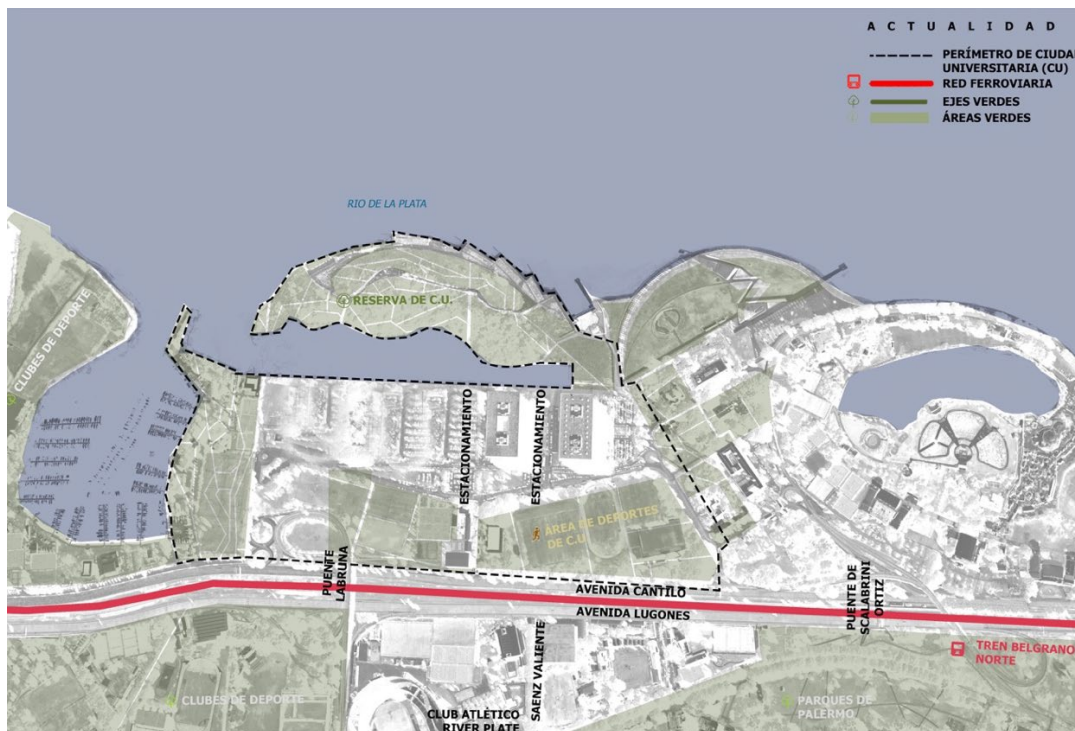 A C T U A L I D A D
PERÍMETRO DE CIUDA
UNIVERSITARIA (CU)
RED FERROVIARIA
EJES VERDES
ÁREAS VERDES
RIO DE LA PLATA
RESERVA DE C.U.
CLUBES DE DEPORTE
ESTACIONAMIENTO
ESTACIONAMIENTO
ÁREA DE DEPORTES
DE C.U
PUENTE
LABRUNA
AVENIDA CANTILO
AVENIDA LUGONES
PUENTE DE
SCALABRINI
ORTIZ
TREN BELGRANO
NORTE
SAENZ VALIENTE
CLUBES DE DEPORTE
PARQUES DE
PALERMO
CLUB ATLÉTICO
RIVER PLATE